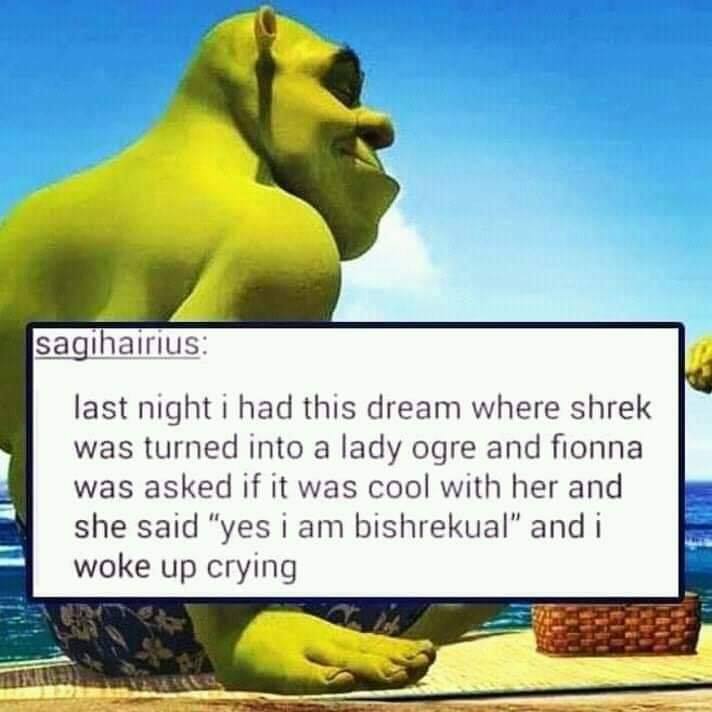 sagihairius:
last night i had this dream where shrek
was turned into a lady ogre and fionna
was asked if it was cool with her and
she said “yes i am bishrekual” and i
woke up crying